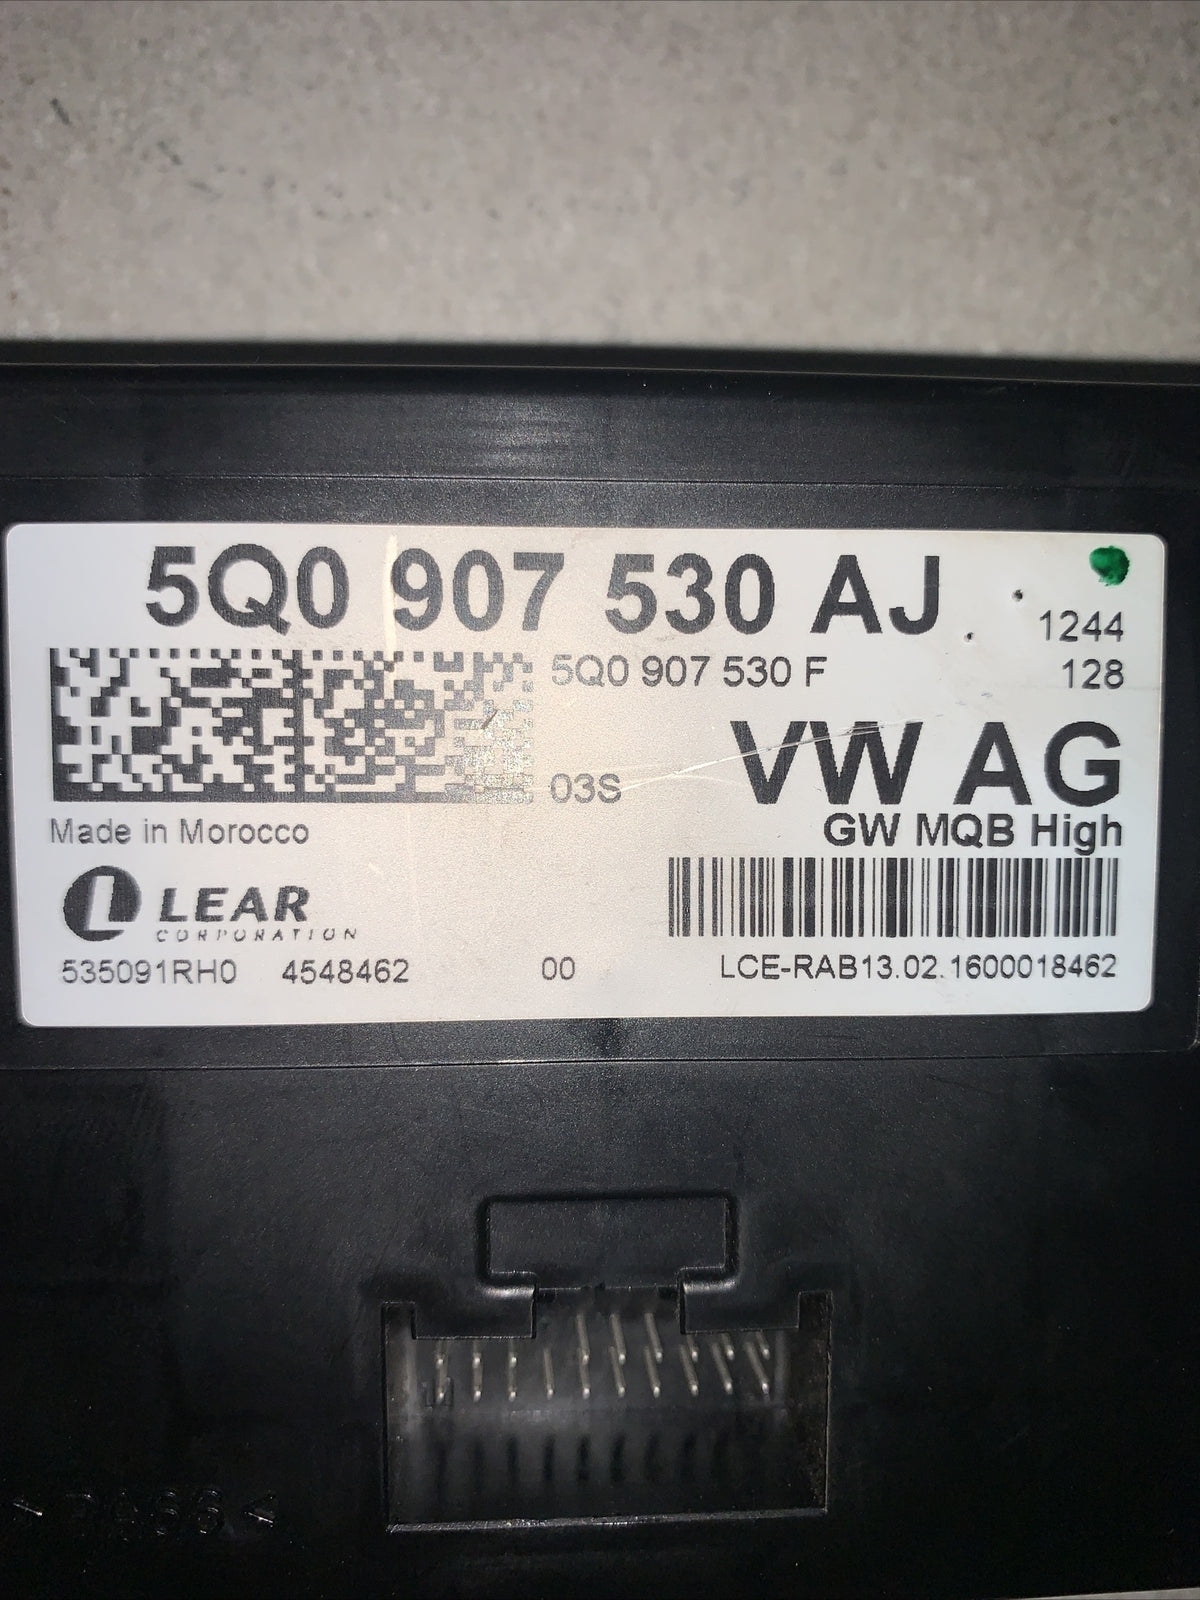 5Q0 907 530 AJ
1244
5Q0 907 530 F
128
VW AG
03S
GW MQB High
Made in Morocco
L LEAR
CORPORATION
535091RH0 4548462 00 LCE-RAB13.02.1600018462